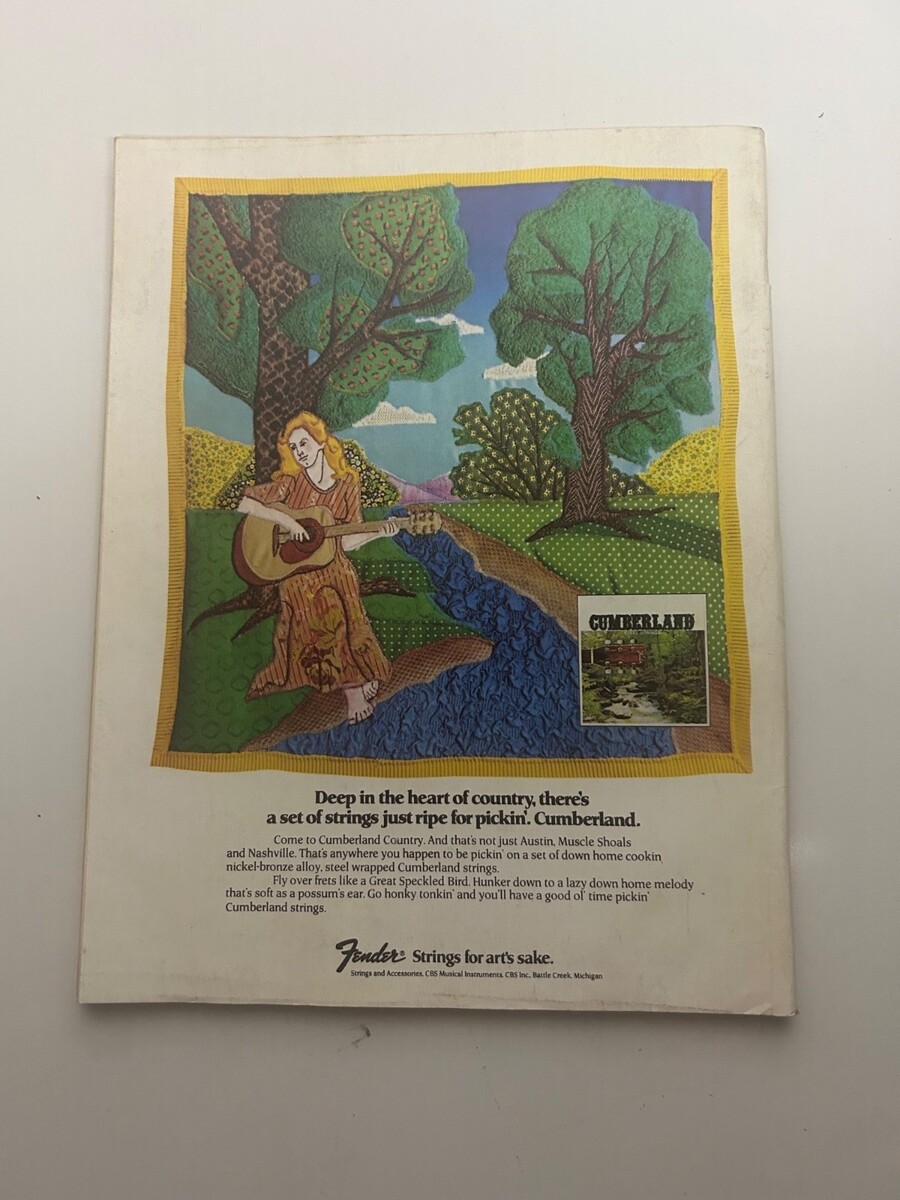 CUMBERLAND
Deep in the heart of country, there's
a set of strings just ripe for pickin'. Cumberland.
Come to Cumberland Country. And that's not just Austin, Muscle Shoals
and Nashville. That's anywhere you happen to be pickin' on a set of down home cookin,
nickel-bronze alloy, steel wrapped Cumberland strings.
Fly over frets like a Great Speckled Bird. Hunker down to a lazy down home melody
that's soft as a possum's ear. Go honky tonkin' and you'll have a good ol' time pickin'
Cumberland strings.
Fender® Strings for art's sake.
Strings and Accessories, CBS Musical Instruments, CBS Inc., Battle Creek, Michigan